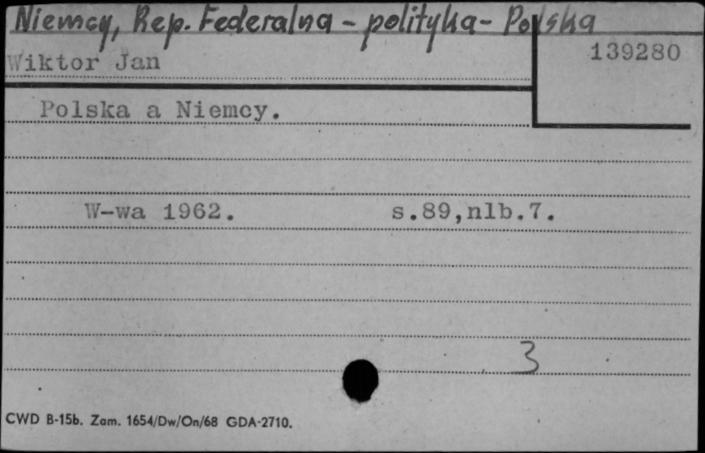 Niemcy, Rep. Federalna - polityka - Polska
Wiktor Jan
139280
Polska a Niemcy.
W-wa 1962. s.89,nlb.7.
3
CWD B-15b. Zam. 1654/Dw/On/68 GDA-2710.